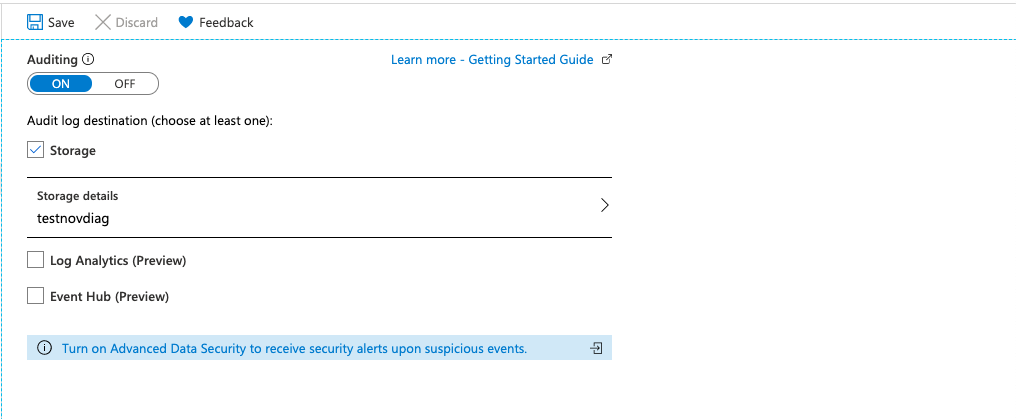 Save Discard Feedback
Auditing Learn more - Getting Started Guide
ON OFF
Audit log destination (choose at least one):
Storage
Storage details
testnovdiag
Log Analytics (Preview)
Event Hub (Preview)
Turn on Advanced Data Security to receive security alerts upon suspicious events.